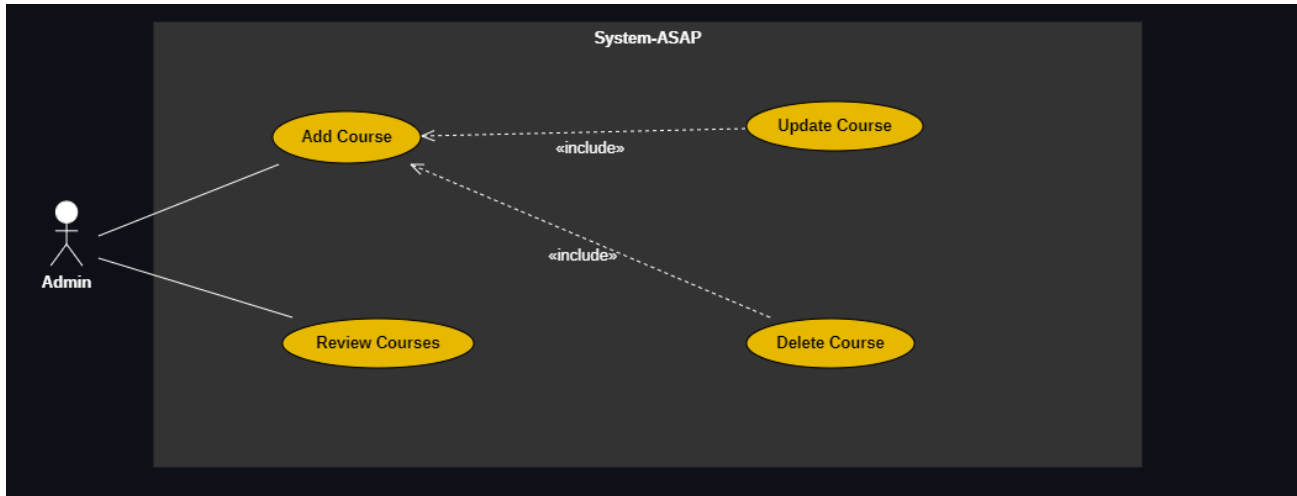 System-ASAP
Add Course
Update Course
«include»
«include»
Admin
Review Courses
Delete Course